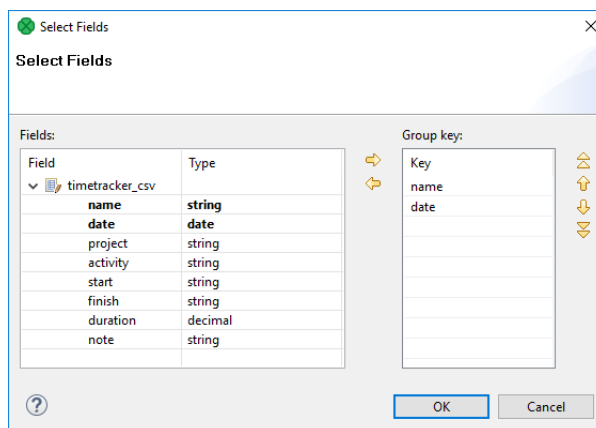 Select Fields
Select Fields
Fields:
Field Type
timetracker_csv
name string
date date
project string
activity string
start string
finish string
duration decimal
note string
Group key:
Key
name
date
?
OK Cancel